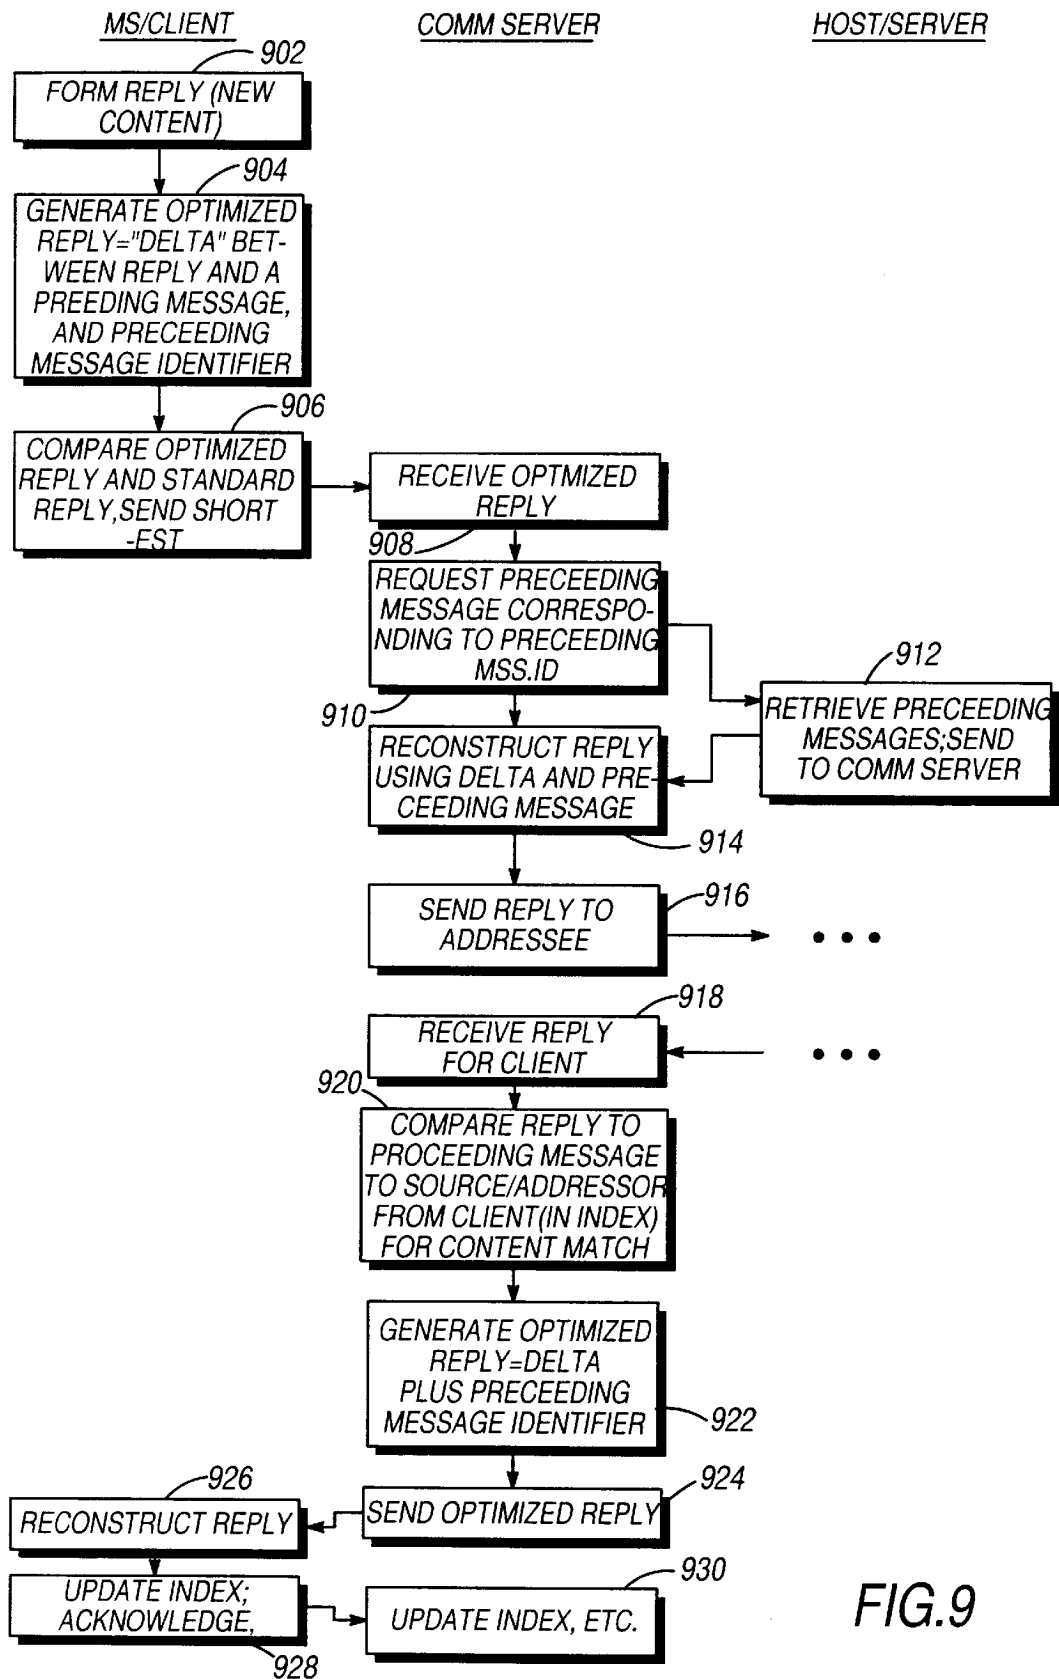 MS/CLIENT
COMM SERVER
HOST/SERVER
902
FORM REPLY (NEW
CONTENT)
904
GENERATE OPTIMIZED
REPLY="DELTA" BET-
WEEN REPLY AND A
PREEDING MESSAGE,
AND PRECEEDING
MESSAGE IDENTIFIER
906
COMPARE OPTIMIZED
REPLY AND STANDARD
REPLY,SEND SHORT
-EST
RECEIVE OPTMIZED
REPLY
908
REQUEST PRECEEDING
MESSAGE CORRESPO-
NDING TO PRECEEDING
MSS.ID
910
912
RETRIEVE PRECEEDING
MESSAGES;SEND
TO COMM SERVER
RECONSTRUCT REPLY
USING DELTA AND PRE-
CEEDING MESSAGE
914
SEND REPLY TO
ADDRESSEE
916
• • •
918
RECEIVE REPLY
FOR CLIENT
• • •
920
COMPARE REPLY TO
PROCEEDING MESSAGE
TO SOURCE/ADDRESSOR
FROM CLIENT(IN INDEX)
FOR CONTENT MATCH
GENERATE OPTIMIZED
REPLY=DELTA
PLUS PRECEEDING
MESSAGE IDENTIFIER
922
924
SEND OPTIMIZED REPLY
926
RECONSTRUCT REPLY
UPDATE INDEX;
ACKNOWLEDGE,
928
930
UPDATE INDEX, ETC.
FIG.9